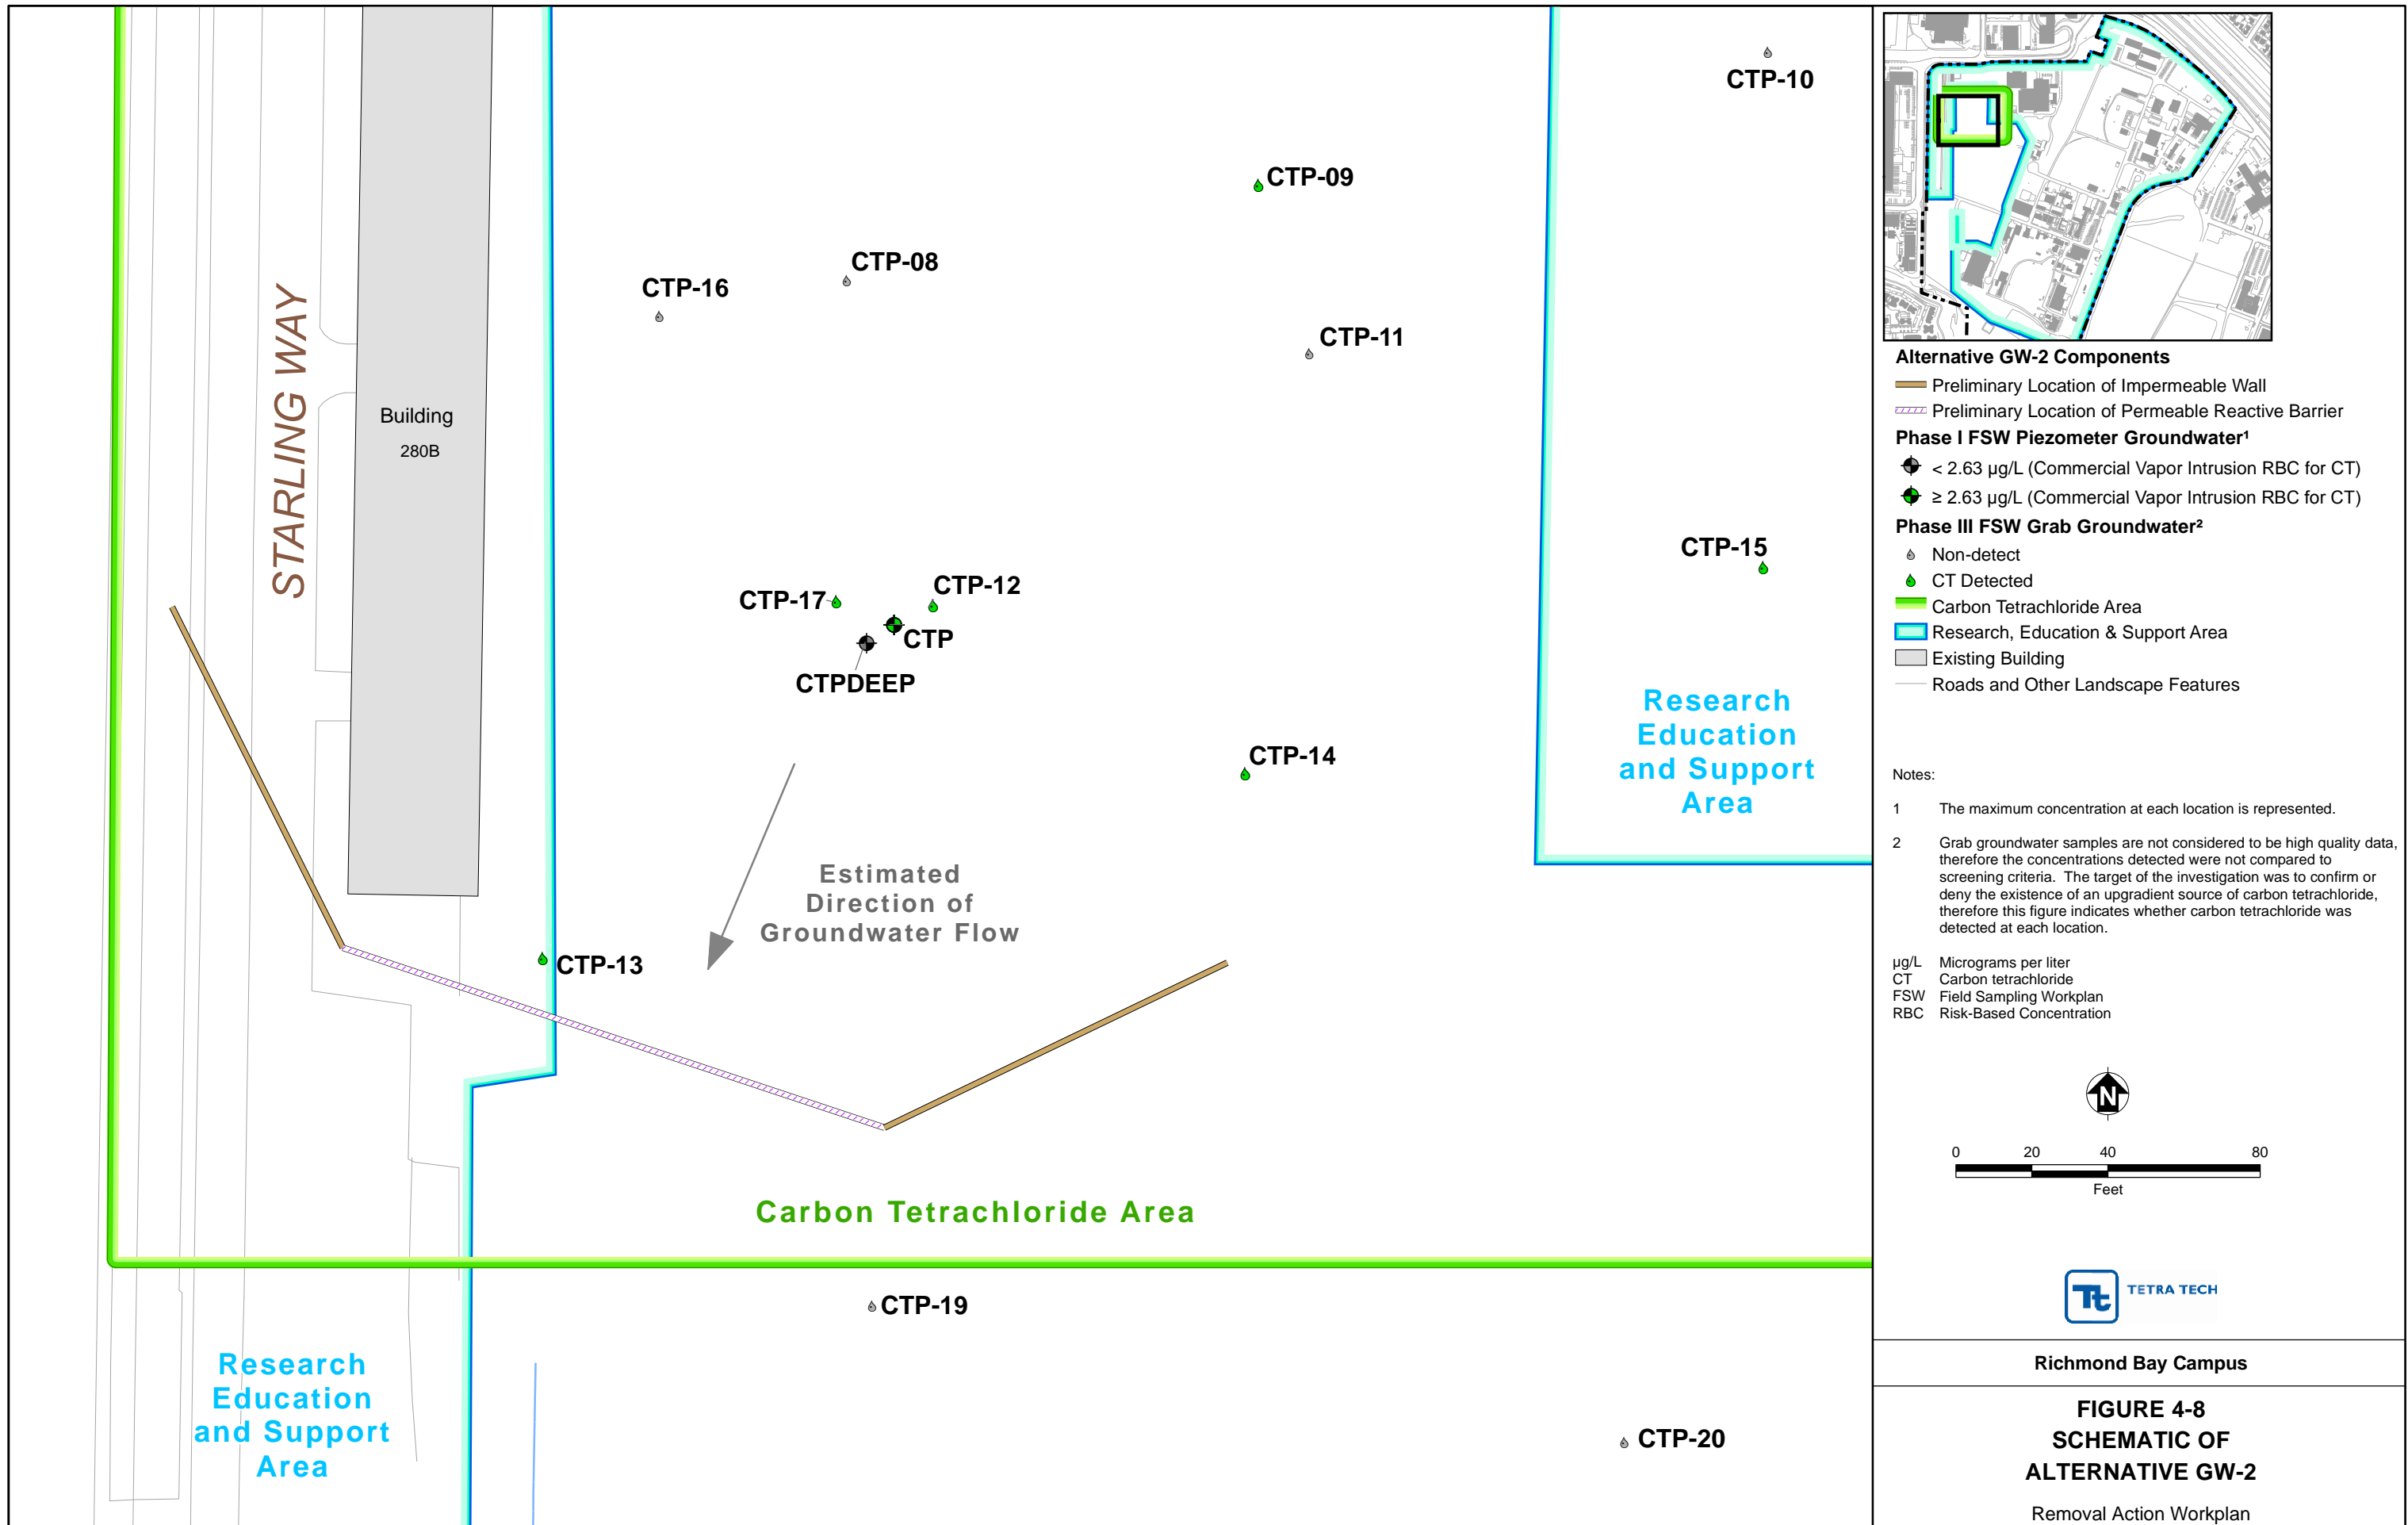 CTP-10
CTP-09
CTP-08
CTP-16
CTP-11
STARLING WAY
Building
280B
CTP-15
CTP-17
CTP-12
CTP
CTPDEEP
Research
Education
and Support
Area
CTP-14
Estimated
Direction of
Groundwater Flow
CTP-13
Carbon Tetrachloride Area
CTP-19
Research
Education
and Support
Area
CTP-20
Alternative GW-2 Components
Preliminary Location of Impermeable Wall
Preliminary Location of Permeable Reactive Barrier
Phase I FSW Piezometer Groundwater¹
< 2.63 µg/L (Commercial Vapor Intrusion RBC for CT)
≥ 2.63 µg/L (Commercial Vapor Intrusion RBC for CT)
Phase III FSW Grab Groundwater²
Non-detect
CT Detected
Carbon Tetrachloride Area
Research, Education & Support Area
Existing Building
Roads and Other Landscape Features
Notes:
1 The maximum concentration at each location is represented.
2 Grab groundwater samples are not considered to be high quality data,
therefore the concentrations detected were not compared to
screening criteria. The target of the investigation was to confirm or
deny the existence of an upgradient source of carbon tetrachloride,
therefore this figure indicates whether carbon tetrachloride was
detected at each location.
µg/L Micrograms per liter
CT Carbon tetrachloride
FSW Field Sampling Workplan
RBC Risk-Based Concentration
N
0 20 40 80
Feet
Tt TETRA TECH
Richmond Bay Campus
FIGURE 4-8
SCHEMATIC OF
ALTERNATIVE GW-2
Removal Action Workplan